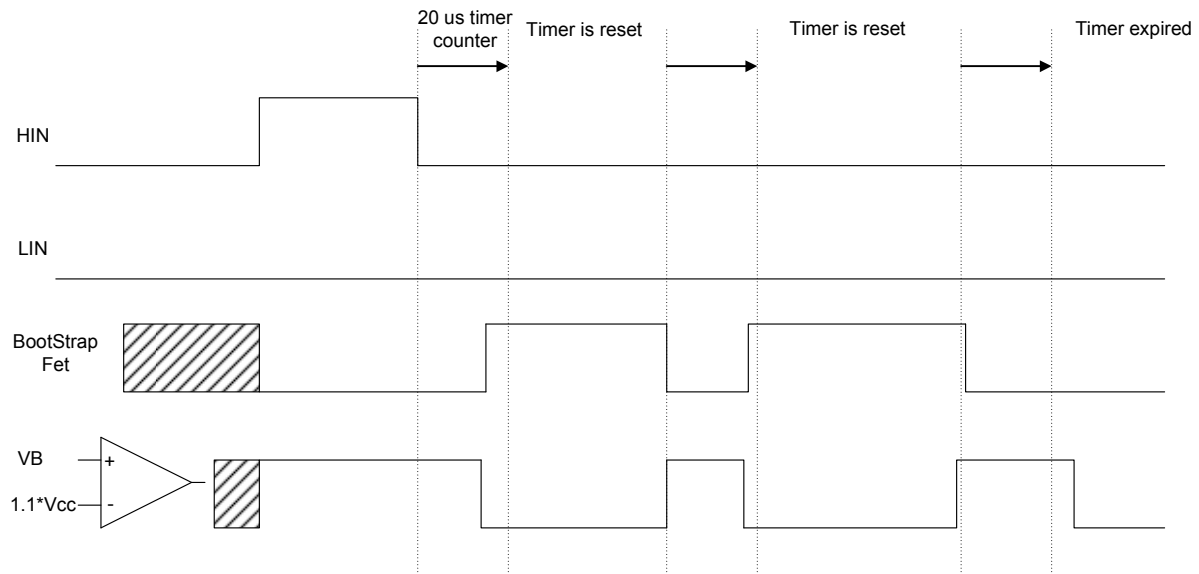 20 us timer
counter
Timer is reset
Timer is reset
Timer expired
HIN
LIN
BootStrap
Fet
VB
+
1.1*Vcc
-